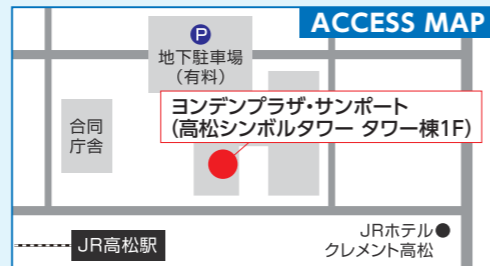 ACCESS MAP
P
地下駐車場
（有料）
ヨンデンプラザ・サンポート
（高松シンボルタワー タワー棟1F）
合同
庁舎
JR高松駅
JRホテル
クレメント高松